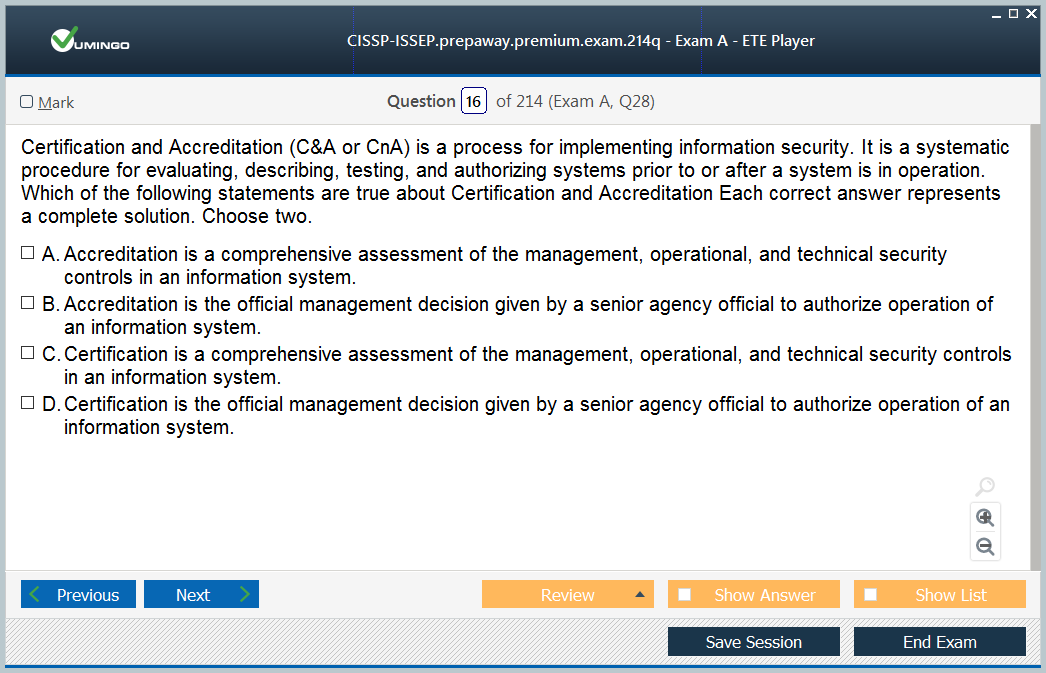 VUMINGO
CISSP-ISSEP.prepaway.premium.exam.214q - Exam A - ETE Player
Mark
Question 16 of 214 (Exam A, Q28)
Certification and Accreditation (C&A or CnA) is a process for implementing information security. It is a systematic
procedure for evaluating, describing, testing, and authorizing systems prior to or after a system is in operation.
Which of the following statements are true about Certification and Accreditation Each correct answer represents
a complete solution. Choose two.
A. Accreditation is a comprehensive assessment of the management, operational, and technical security
controls in an information system.
B. Accreditation is the official management decision given by a senior agency official to authorize operation of
an information system.
C. Certification is a comprehensive assessment of the management, operational, and technical security controls
in an information system.
D. Certification is the official management decision given by a senior agency official to authorize operation of an
information system.
Previous
Next
Review
Show Answer
Show List
Save Session
End Exam